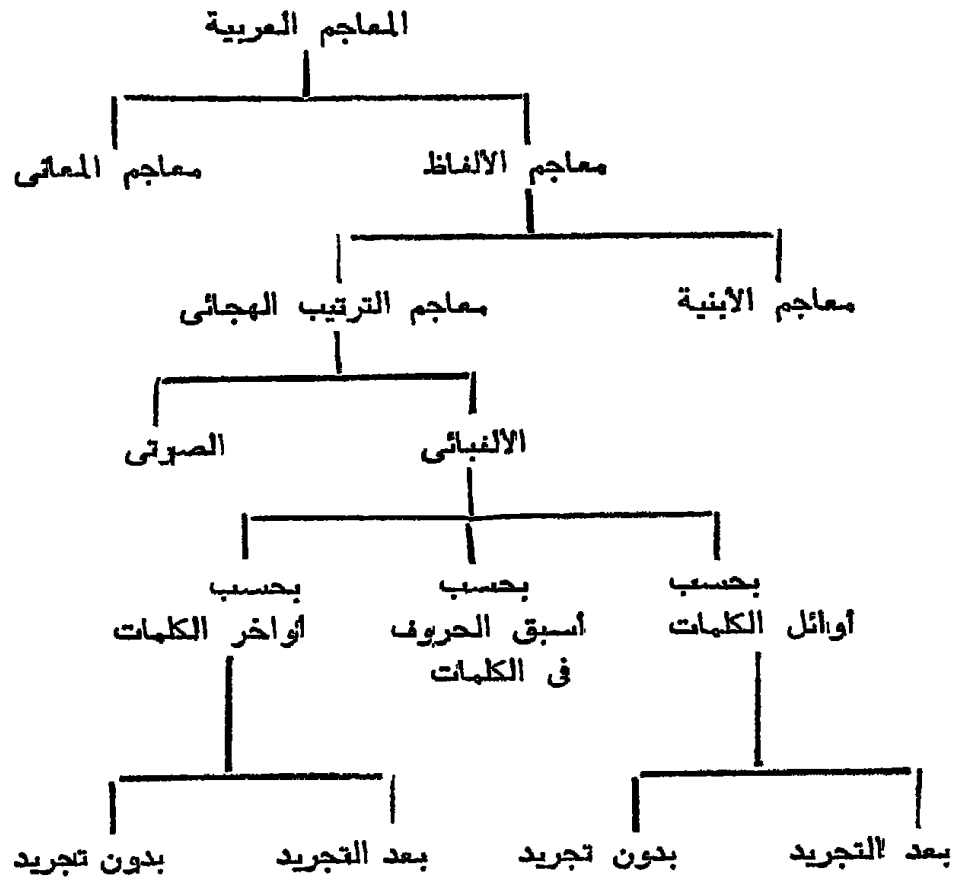 المعاجم العربية
معاجم الألفاظ
معاجم المعانى
معاجم الأبنية
معاجم الترتيب الهجائى
الألفبائى
الصوتى
بحسب
أوائل الكلمات
بحسب
أسبق الحروف
فى الكلمات
بحسب
أواخر الكلمات
بعد التجريد
بدون تجريد
بعد التجريد
بدون تجريد